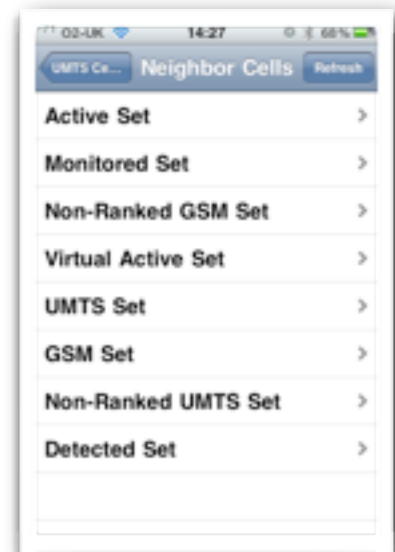 O2-UK 14:27 68%
UMTS Ce... Neighbor Cells Refresh
Active Set
Monitored Set
Non-Ranked GSM Set
Virtual Active Set
UMTS Set
GSM Set
Non-Ranked UMTS Set
Detected Set